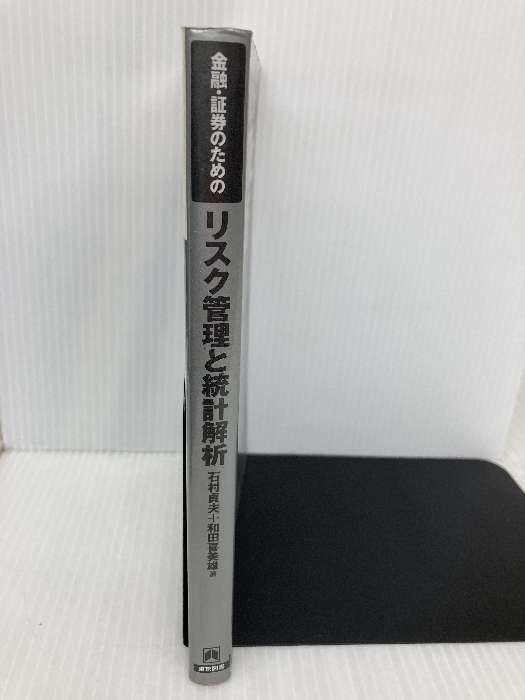 金融・証券のための
リスク管理と統計解析
石村貞夫＋和田喜美雄 著
東京図書